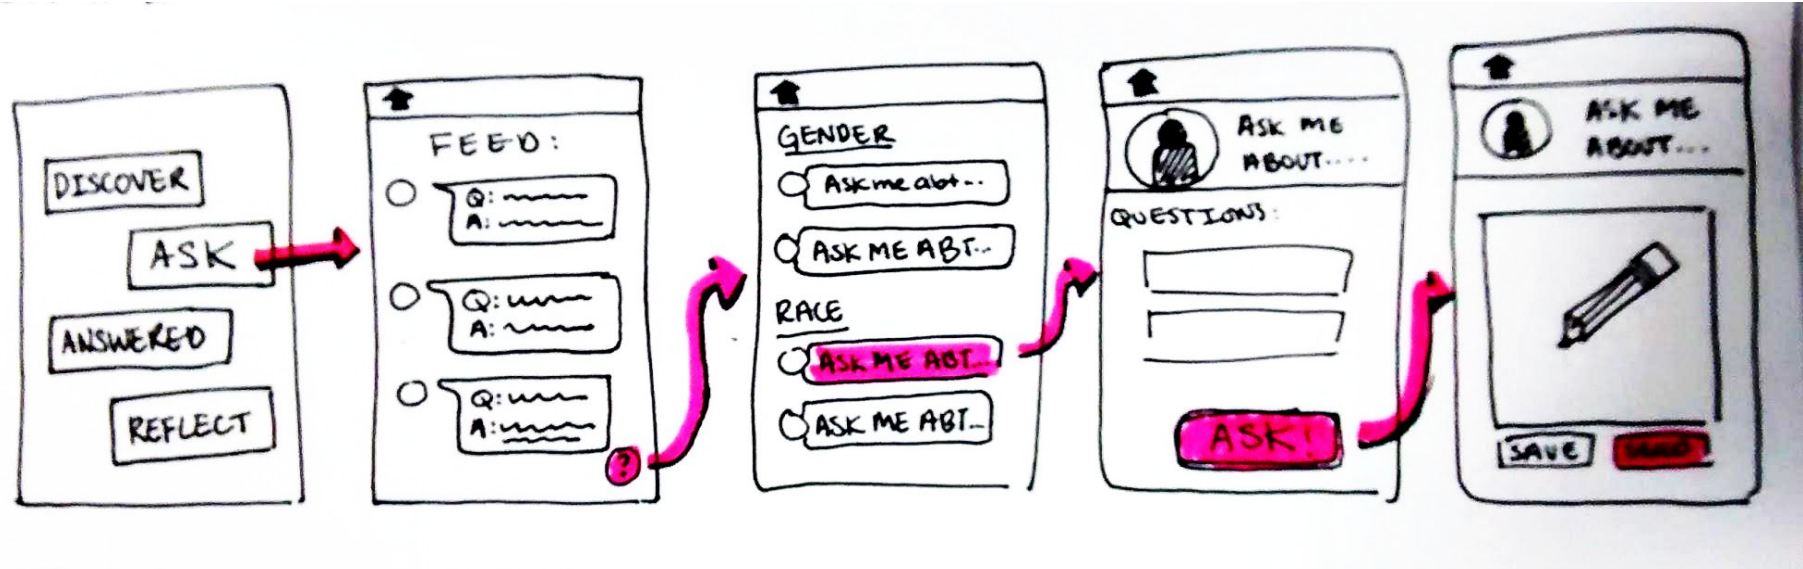 DISCOVER
ASK
ANSWERED
REFLECT
FEED:
Q:
A:
Q:
A:
Q:
A:
?
GENDER
Ask me abt...
ASK ME ABT...
RACE
ASK ME ABT...
ASK ME ABT...
ASK ME
ABOUT....
QUESTIONS:
ASK!
ASK ME
ABOUT...
SAVE
SEND